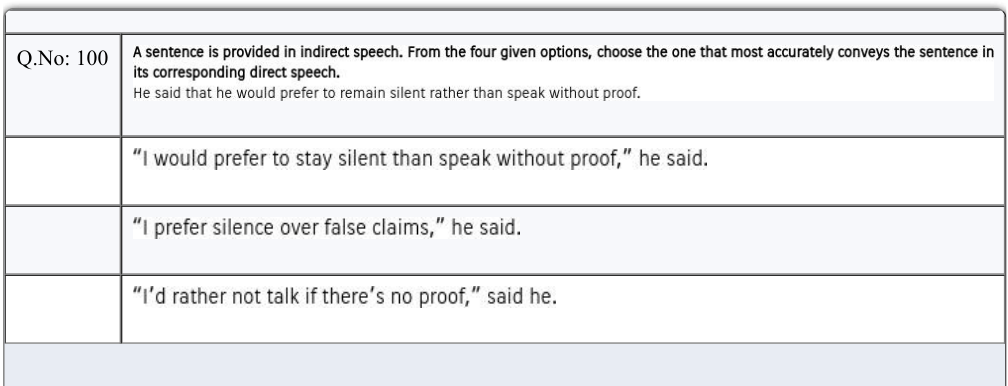 Q.No: 100
A sentence is provided in indirect speech. From the four given options, choose the one that most accurately conveys the sentence in
its corresponding direct speech.
He said that he would prefer to remain silent rather than speak without proof.
“I would prefer to stay silent than speak without proof,” he said.
“I prefer silence over false claims,” he said.
“I’d rather not talk if there’s no proof,” said he.